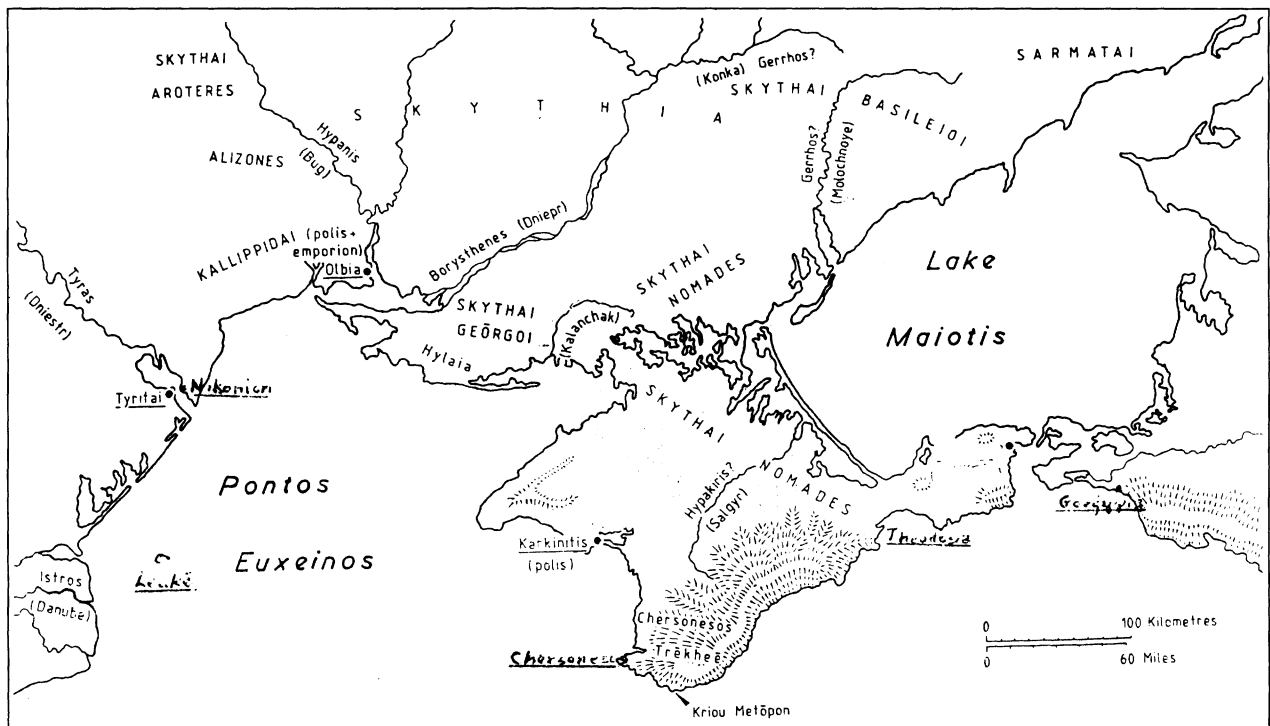 SKYTHAI
AROTERES
SKYTHIA
ALIZONES
Hypanis
(Bug)
(Konka) Gerrhos?
SKYTHAI
BASILEIOI
SARMATAI
Gerrhos?
(Molochnoye)
KALLIPPIDAI (polis+
emporion)
Olbia
Borysthenes (Dniepr)
Tyras
(Dniestr)
SKYTHAI
GEŌRGOI
Hylaia
(Kalanchak)
SKYTHAI
NOMADES
Lake
Maiotis
Tyritai
Nikonion
SKYTHAI
NOMADES
Pontos
Euxeinos
Leukē
Istros
(Danube)
Karkinitis
(polis)
Hypakiris?
(Salgyr)
Theodosia
Chersonesos
Trēkheē
Kriou Metōpon
0 100 Kilometres
0 60 Miles